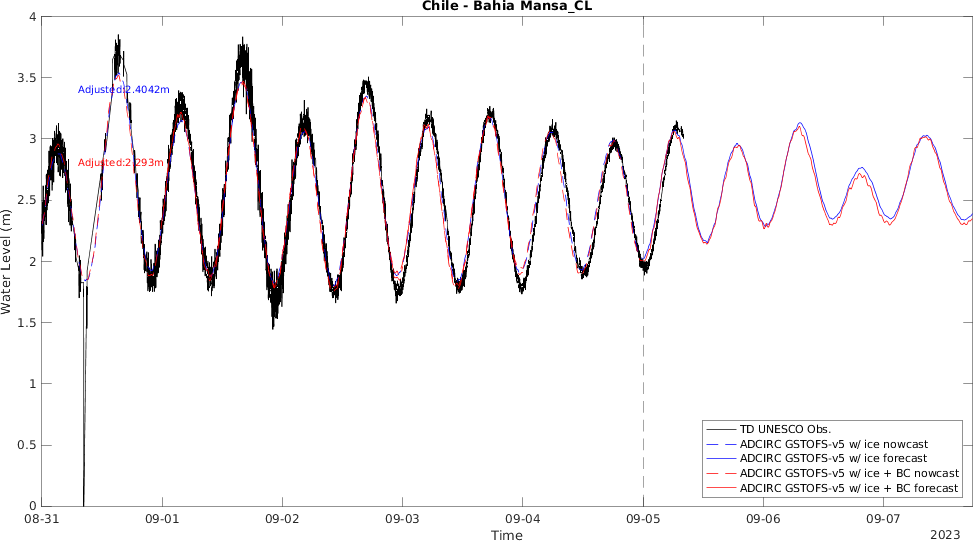 Chile - Bahia Mansa_CL
4
3.5
3
2.5
2
1.5
1
0.5
0
Water Level (m)
Adjusted:2.4042m
Adjusted:2.293m
TD UNESCO Obs.
ADCIRC GSTOFS-v5 w/ ice nowcast
ADCIRC GSTOFS-v5 w/ ice forecast
ADCIRC GSTOFS-v5 w/ ice + BC nowcast
ADCIRC GSTOFS-v5 w/ ice + BC forecast
08-31 09-01 09-02 09-03 09-04 09-05 09-06 09-07
Time
2023